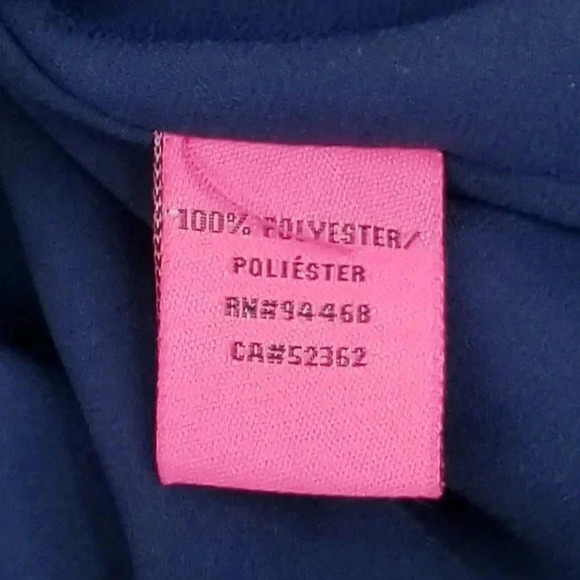 100% POLYESTER/
POLIÉSTER
RN#94468
CA#52362